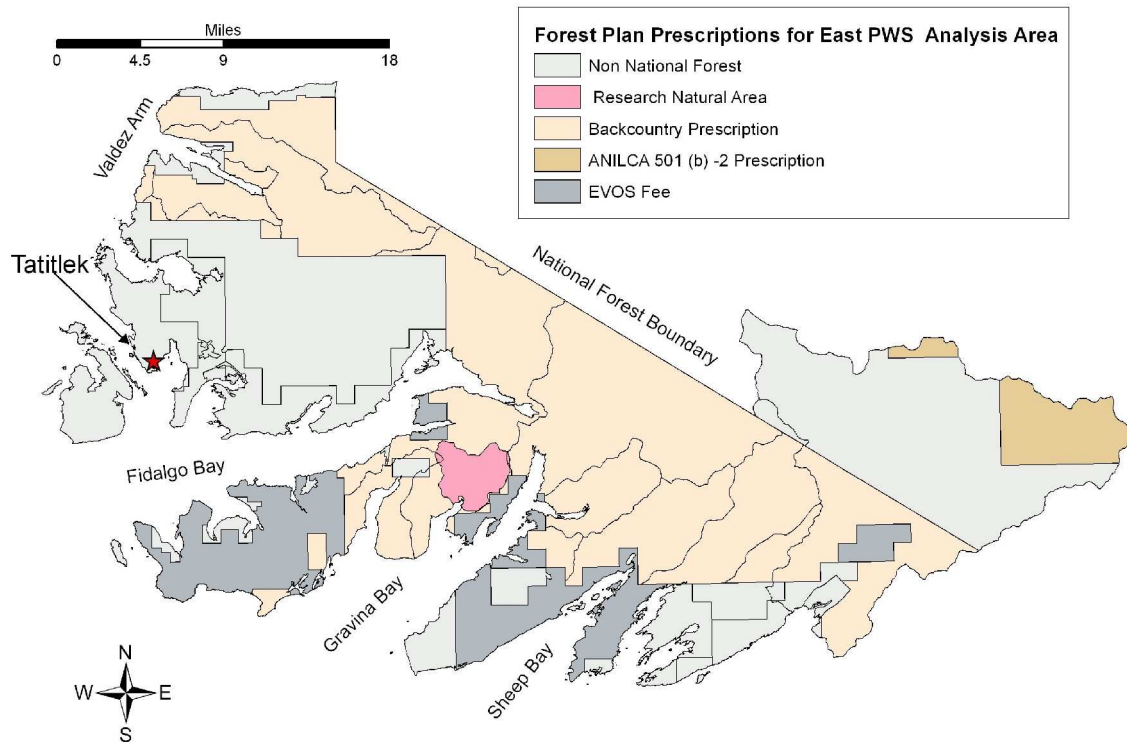 Miles
0 4.5 9 18
Forest Plan Prescriptions for East PWS Analysis Area
Non National Forest
Research Natural Area
Backcountry Prescription
ANILCA 501 (b) -2 Prescription
EVOS Fee
Valdez Arm
Tatitlek
National Forest Boundary
Fidalgo Bay
Gravina Bay
Sheep Bay
N
W E
S